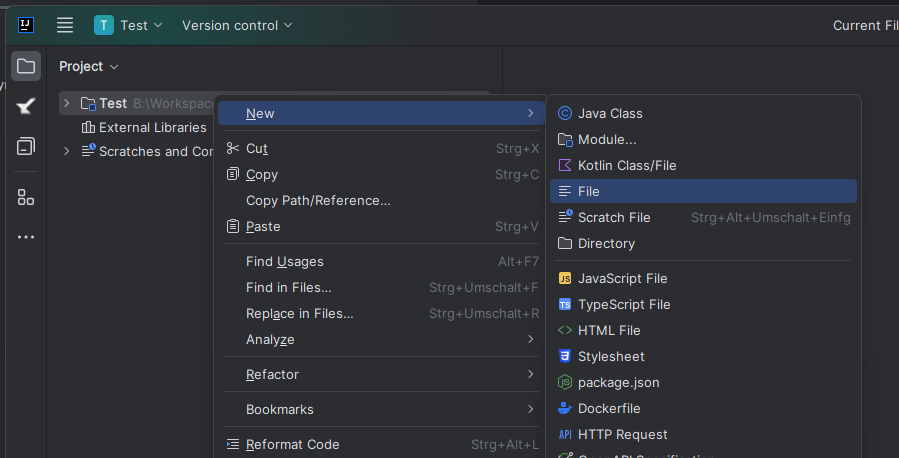 IJ
T Test Version control Current Fil
Project
Test B:\Workspac
External Libraries
Scratches and Con
New
Cut Strg+X
Copy Strg+C
Copy Path/Reference...
Paste Strg+V
Find Usages Alt+F7
Find in Files... Strg+Umschalt+F
Replace in Files... Strg+Umschalt+R
Analyze
Refactor
Bookmarks
Reformat Code Strg+Alt+L
Java Class
Module...
Kotlin Class/File
File
Scratch File Strg+Alt+Umschalt+Einfg
Directory
JS JavaScript File
TS TypeScript File
HTML File
Stylesheet
package.json
Dockerfile
API HTTP Request